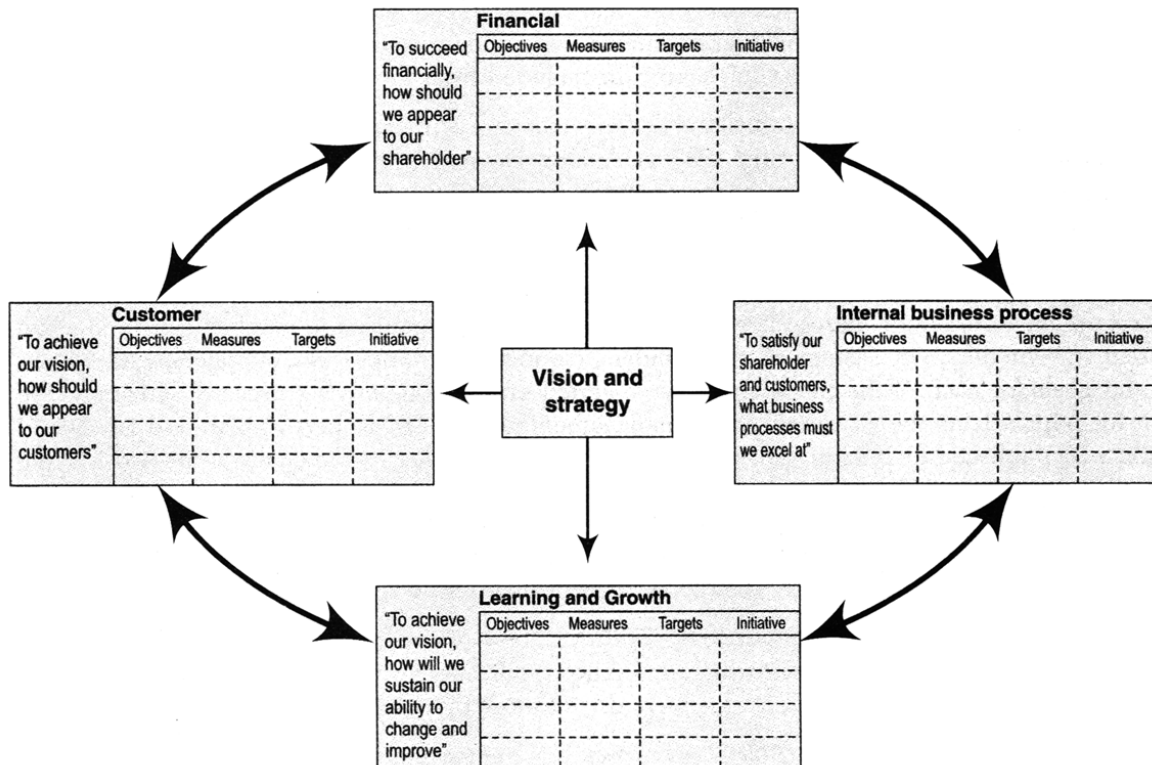 Financial
"To succeed
financially,
how should
we appear
to our
shareholder"
Objectives Measures Targets Initiative
Customer
"To achieve
our vision,
how should
we appear
to our
customers"
Objectives Measures Targets Initiative
Vision and
strategy
Internal business process
"To satisfy our
shareholder
and customers,
what business
processes must
we excel at"
Objectives Measures Targets Initiative
Learning and Growth
"To achieve
our vision,
how will we
sustain our
ability to
change and
improve"
Objectives Measures Targets Initiative